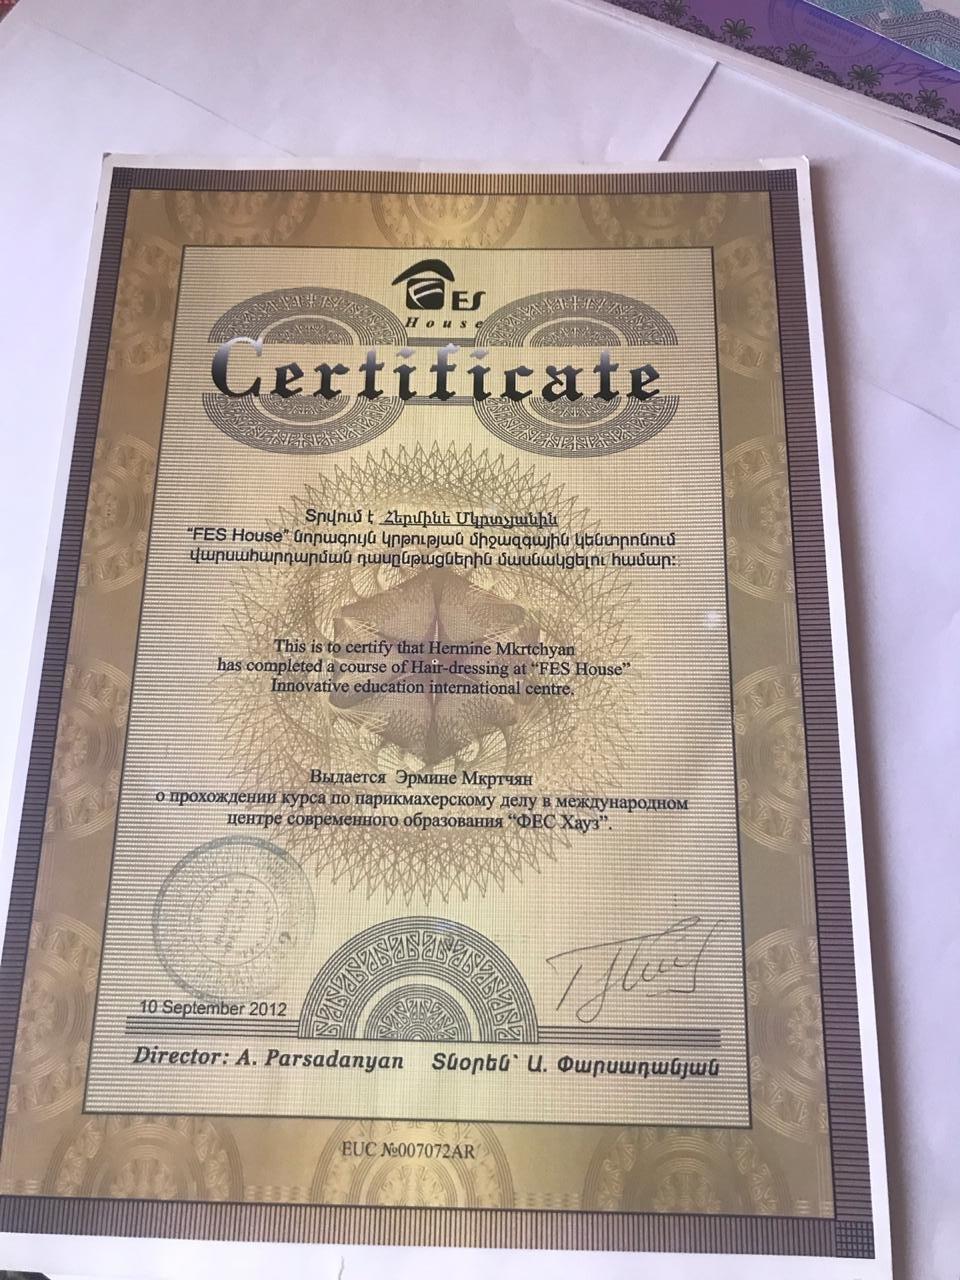 FES
House
Certificate
Տրվում է Հերմինե Մկրտչյանին
"FES House" նորագույն կրթության միջազգային կենտրոնում
վարսահարդարման դասընթացներին մասնակցելու համար:
This is to certify that Hermine Mkrtchyan
has completed a course of Hair-dressing at “FES House”
Innovative education international centre.
Выдается Эрмине Мкртчян
о прохождении курса по парикмахерскому делу в международном
центре современного образования “ФЕС Хауз”.
10 September 2012
Director: A. Parsadanyan Տնօրեն՝ Ա. Փարսադանյան
EUC №007072AR